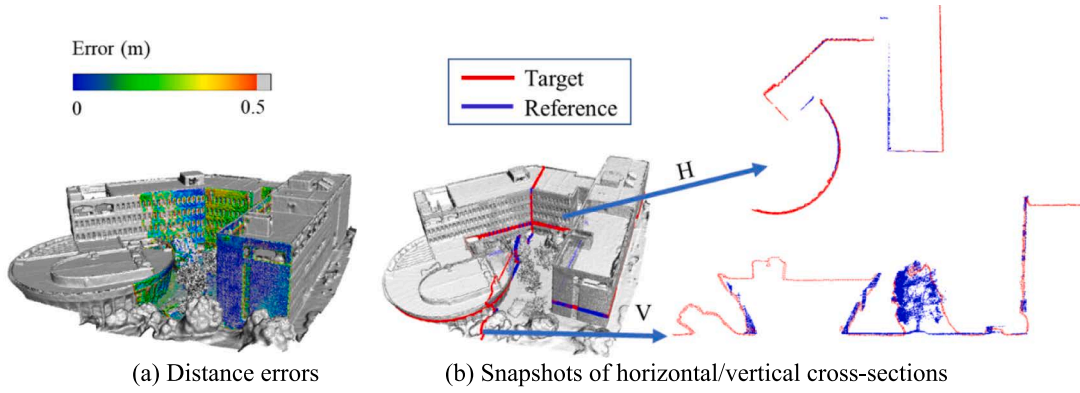 Error (m)
0 0.5
Target
Reference
H
V
(a) Distance errors
(b) Snapshots of horizontal/vertical cross-sections